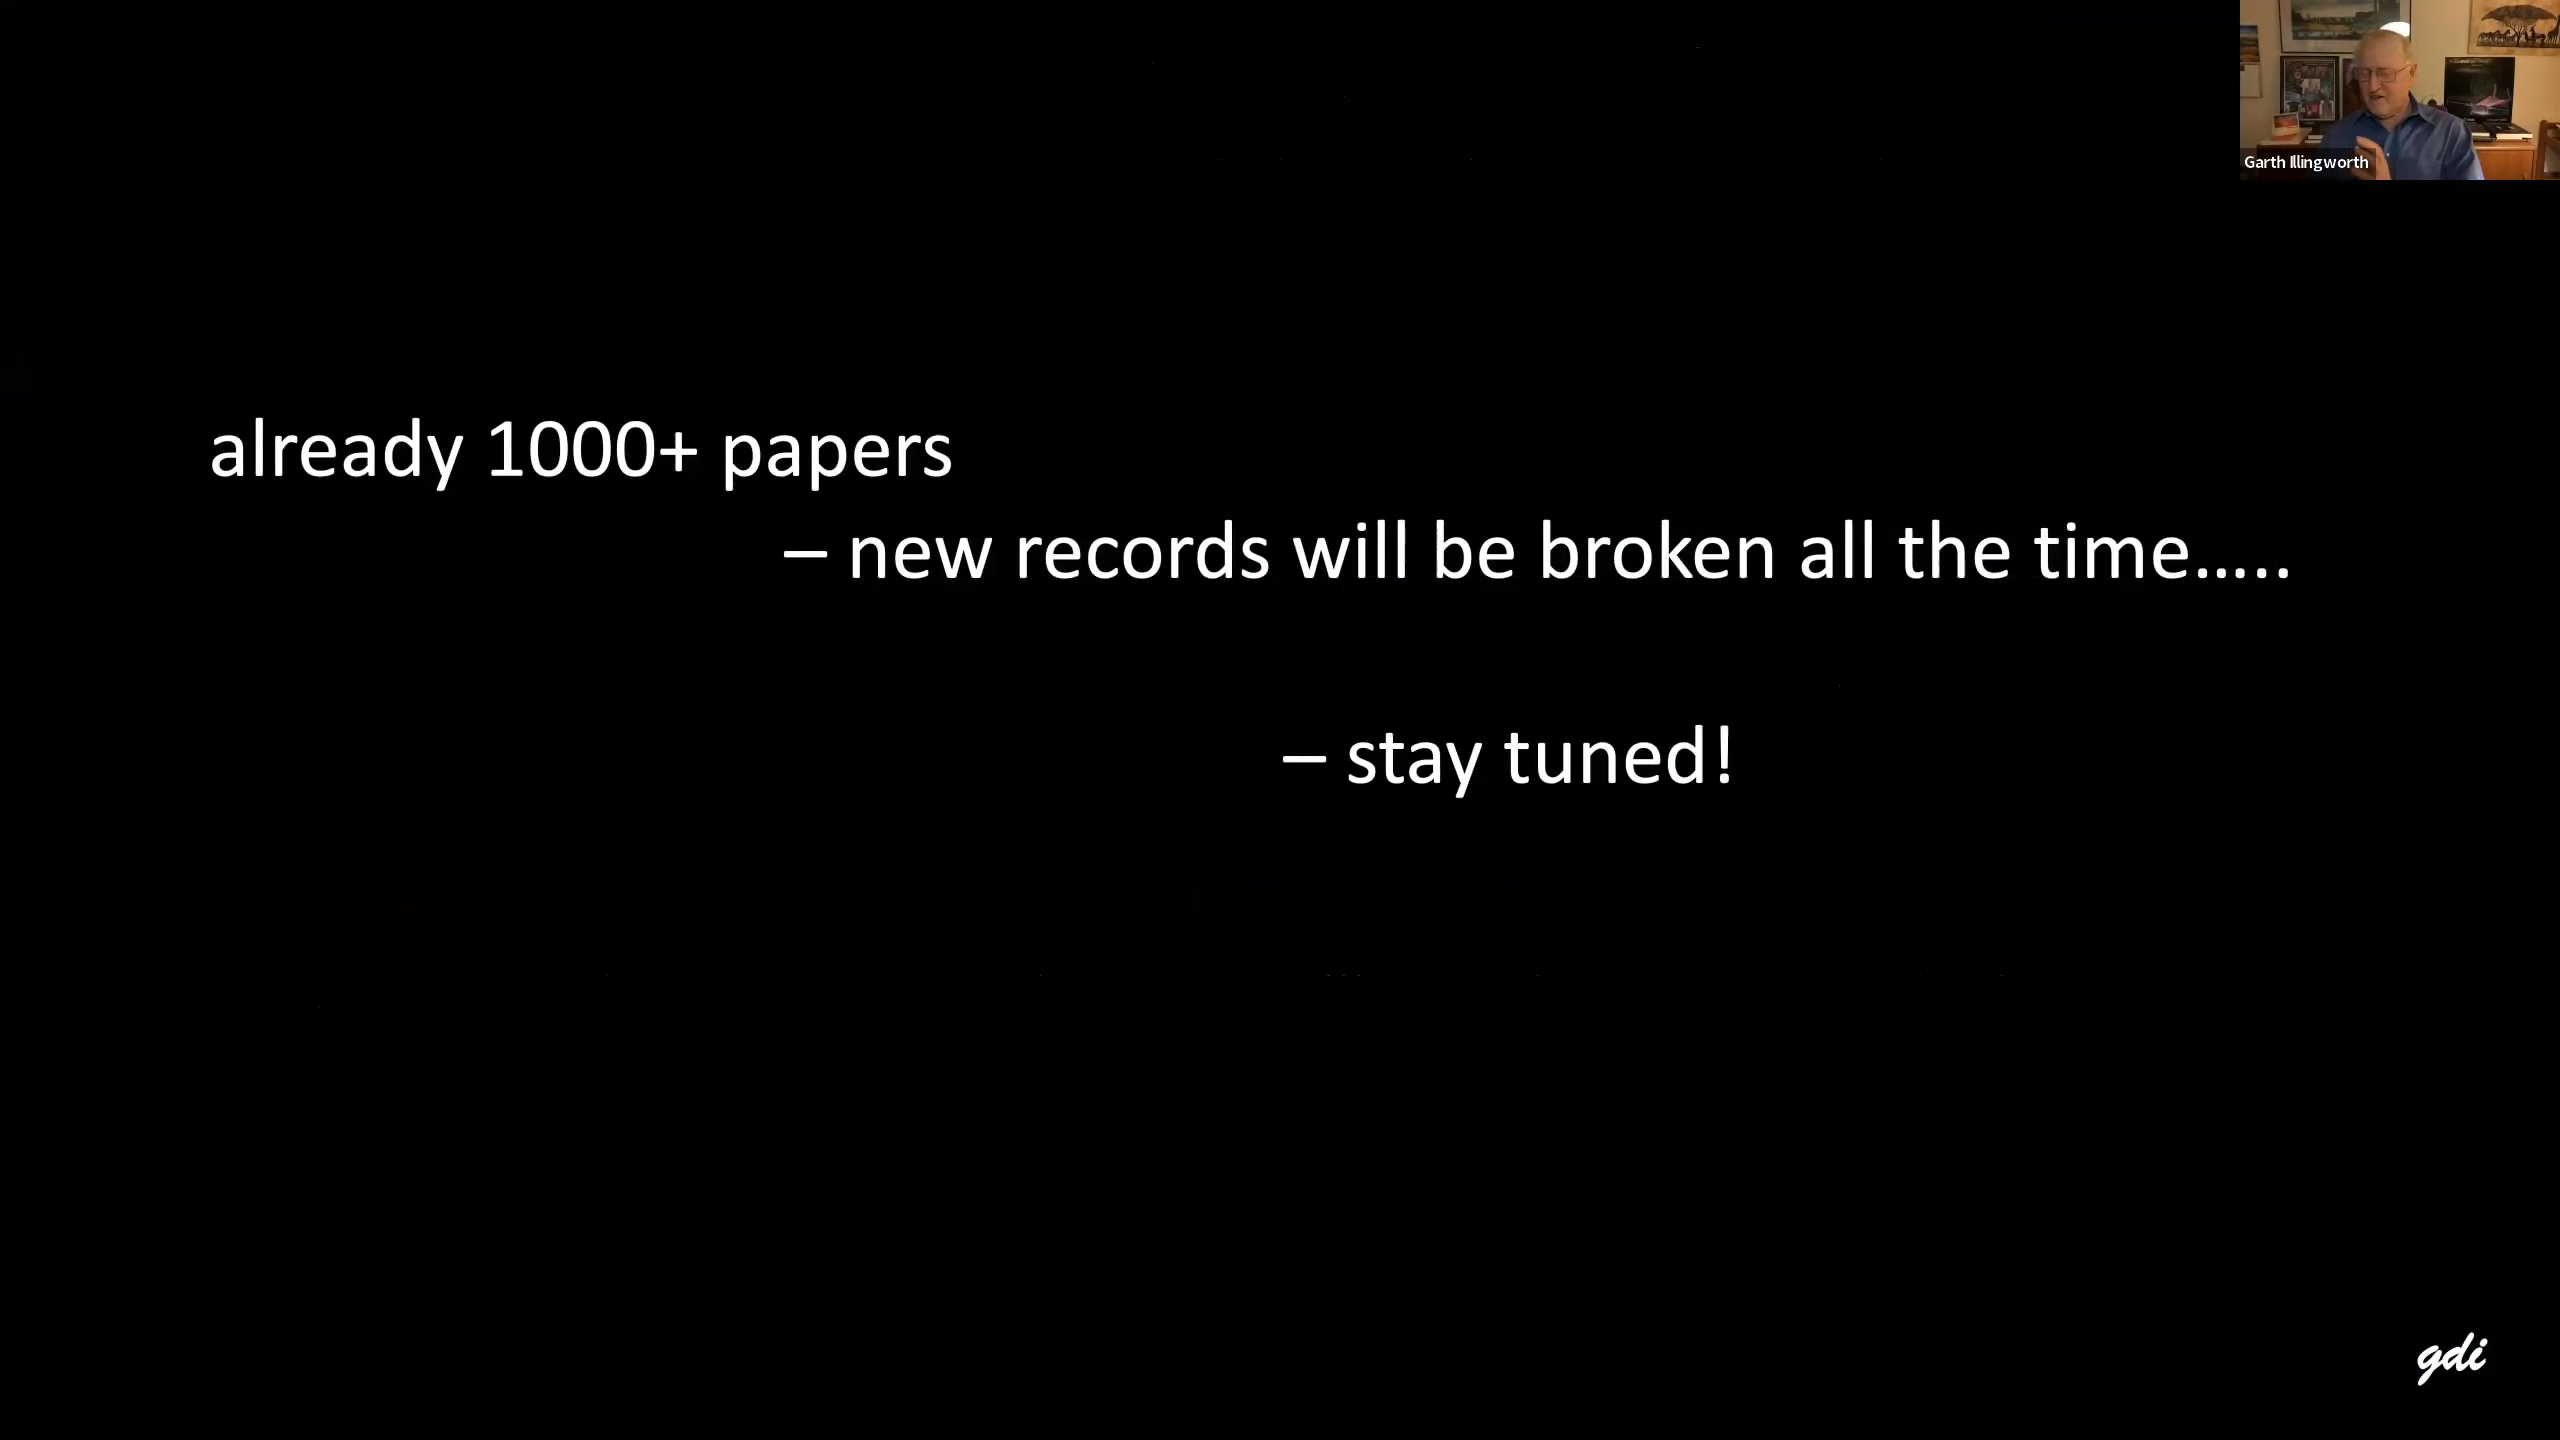 Garth Illingworth
already 1000+ papers
– new records will be broken all the time…..
– stay tuned!
gdi